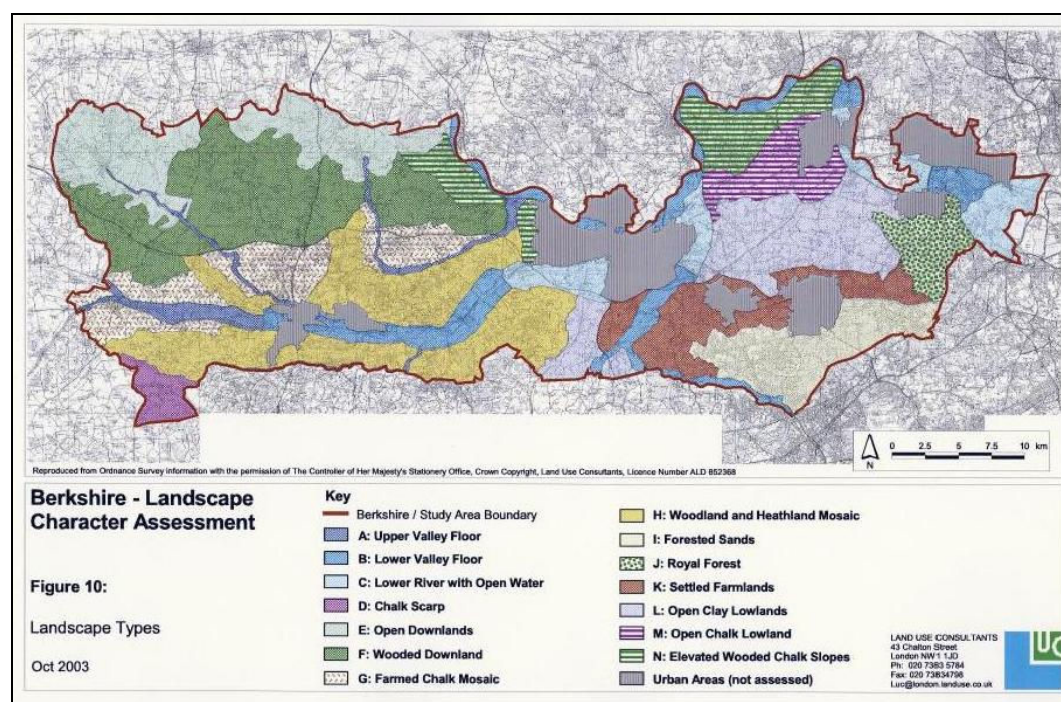 N
0 2.5 5 7.5 10 km
Reproduced from Ordnance Survey information with the permission of The Controller of Her Majesty's Stationery Office, Crown Copyright, Land Use Consultants, Licence Number ALD 852368
Berkshire - Landscape
Character Assessment
Figure 10:
Landscape Types
Oct 2003
Key
Berkshire / Study Area Boundary
A: Upper Valley Floor
B: Lower Valley Floor
C: Lower River with Open Water
D: Chalk Scarp
E: Open Downlands
F: Wooded Downland
G: Farmed Chalk Mosaic
H: Woodland and Heathland Mosaic
I: Forested Sands
J: Royal Forest
K: Settled Farmlands
L: Open Clay Lowlands
M: Open Chalk Lowland
N: Elevated Wooded Chalk Slopes
Urban Areas (not assessed)
LAND USE CONSULTANTS
43 Chalton Street
London NW1 1JD
Ph: 020 7383 5784
Fax: 020 73834798
Luc@london.landuse.co.uk